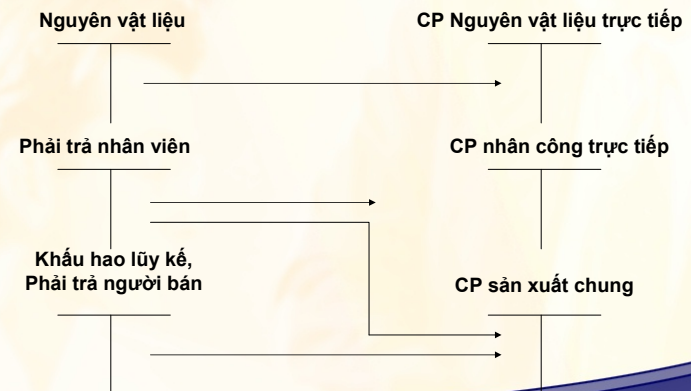 Nguyên vật liệu
CP Nguyên vật liệu trực tiếp
Phải trả nhân viên
CP nhân công trực tiếp
Khấu hao lũy kế,
Phải trả người bán
CP sản xuất chung